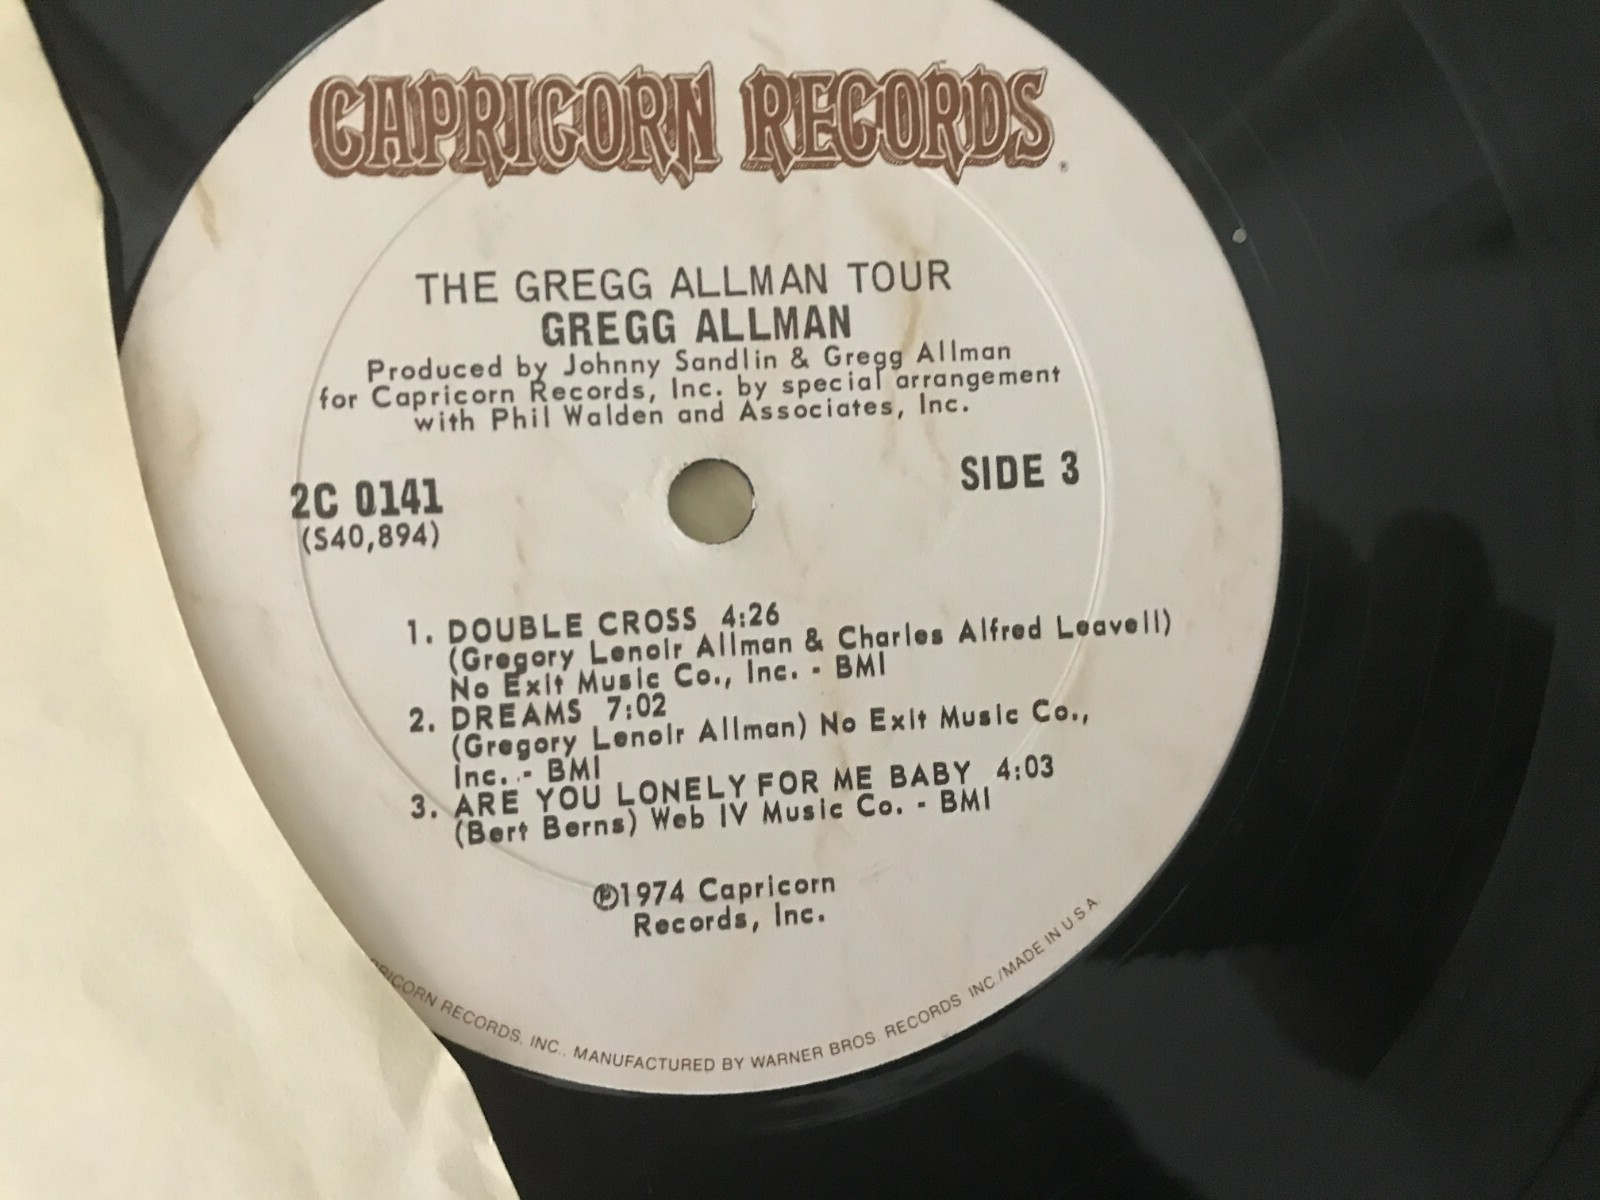 CAPRICORN RECORDS®
THE GREGG ALLMAN TOUR
GREGG ALLMAN
Produced by Johnny Sandlin & Gregg Allman
for Capricorn Records, Inc. by special arrangement
with Phil Walden and Associates, Inc.
2C 0141
(S40,894)
SIDE 3
1. DOUBLE CROSS 4:26
(Gregory Lenoir Allman & Charles Alfred Leavell)
No Exit Music Co., Inc. - BMI
2. DREAMS 7:02
(Gregory Lenoir Allman) No Exit Music Co.,
Inc. - BMI
3. ARE YOU LONELY FOR ME BABY 4:03
(Bert Berns) Web IV Music Co. - BMI
℗1974 Capricorn
Records, Inc.
PRICORN RECORDS, INC., MANUFACTURED BY WARNER BROS. RECORDS INC./MADE IN U.S.A.